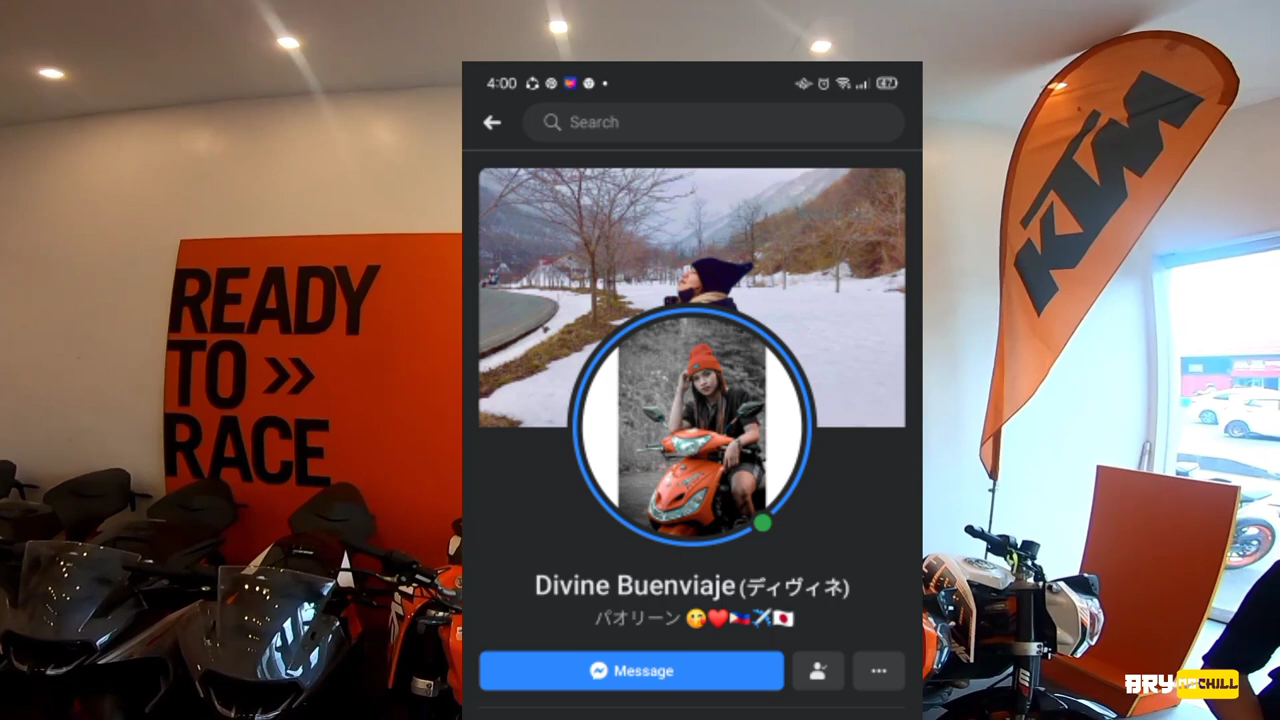 READY
TO >>
RACE
4:00
47
Search
Divine Buenviaje (ディヴィネ)
パオリーン 😘❤️🇵🇭✈️🇯🇵
Message
KTM
BRY CHILL